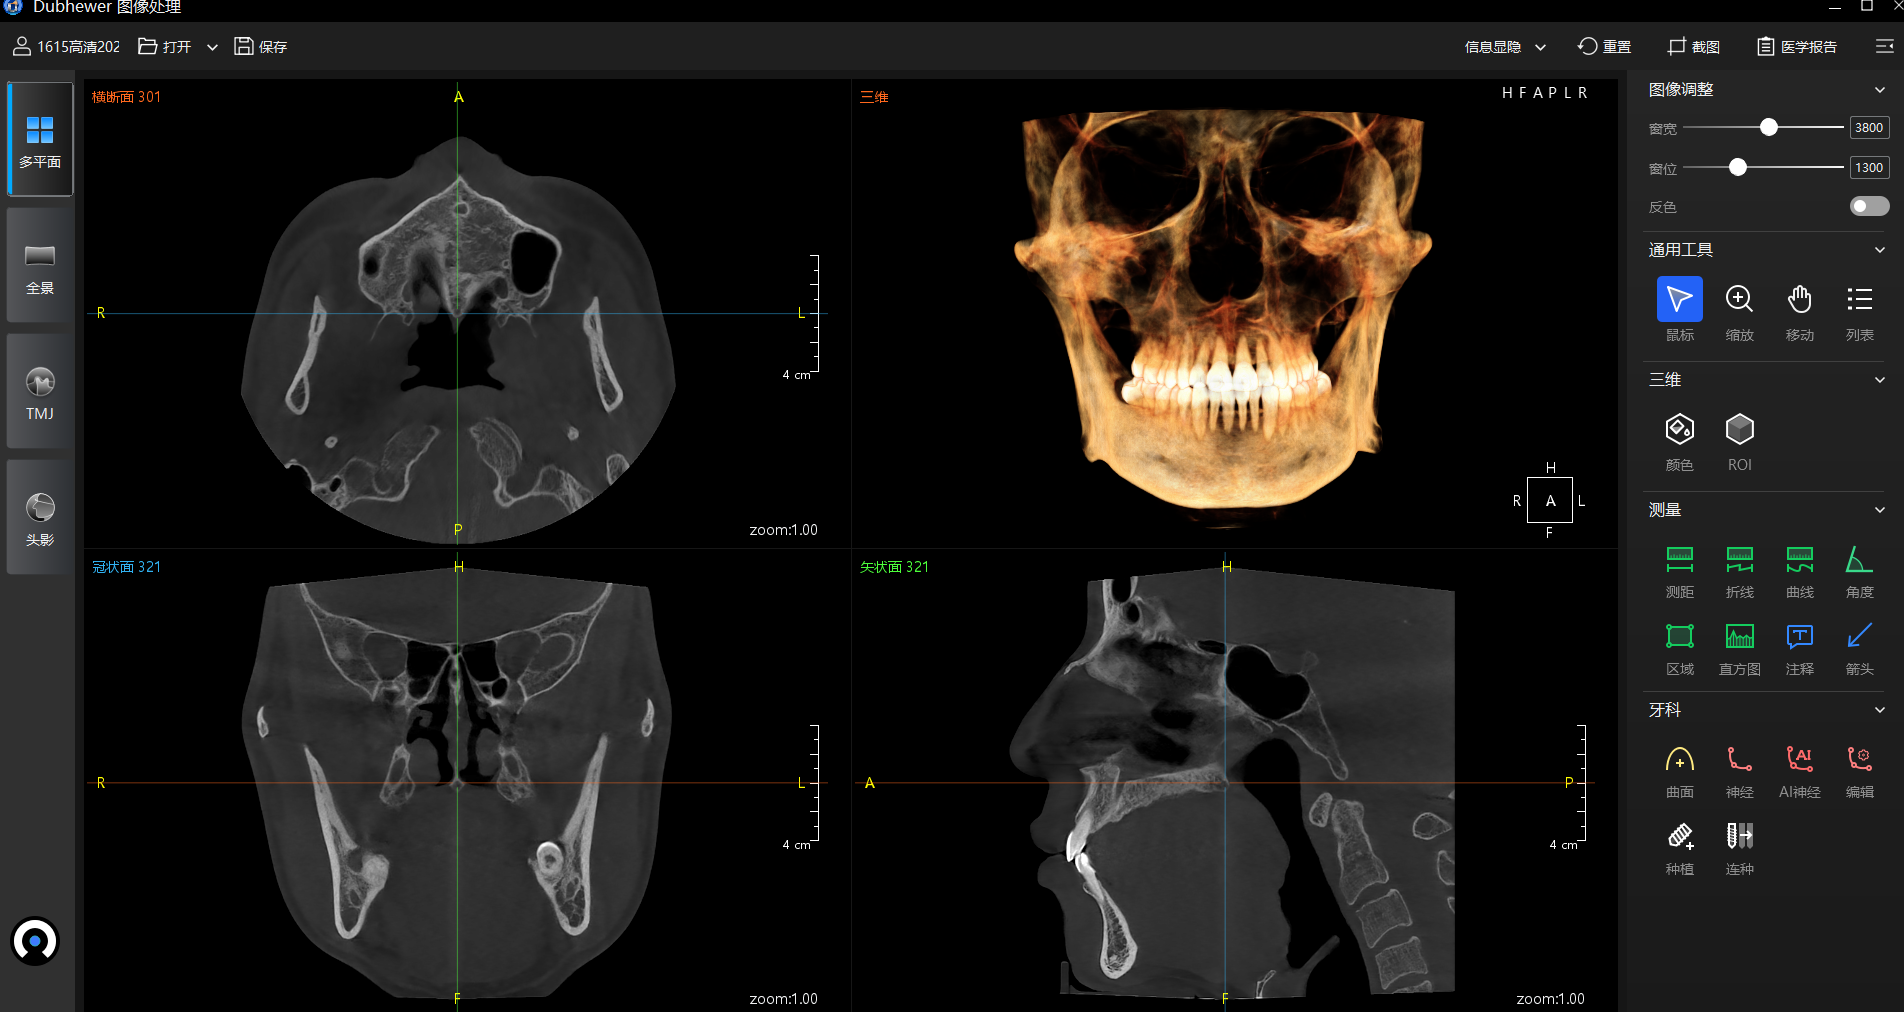 Dubhewer 图像处理
1615高清202 打开 保存 信息显隐 重置 截图 医学报告
多平面
全景
TMJ
头影
横断面 301
A
R
L
4 cm
P
zoom:1.00
三维
H F A P L R
H
R A L
F
冠状面 321
H
R
L
4 cm
F
zoom:1.00
矢状面 321
H
A
P
4 cm
F
zoom:1.00
图像调整
窗宽 3800
窗位 1300
反色
通用工具
鼠标 缩放 移动 列表
三维
颜色 ROI
测量
测距 折线 曲线 角度
区域 直方图 注释 箭头
牙科
AI
曲面 神经 AI神经 编辑
种植 连种